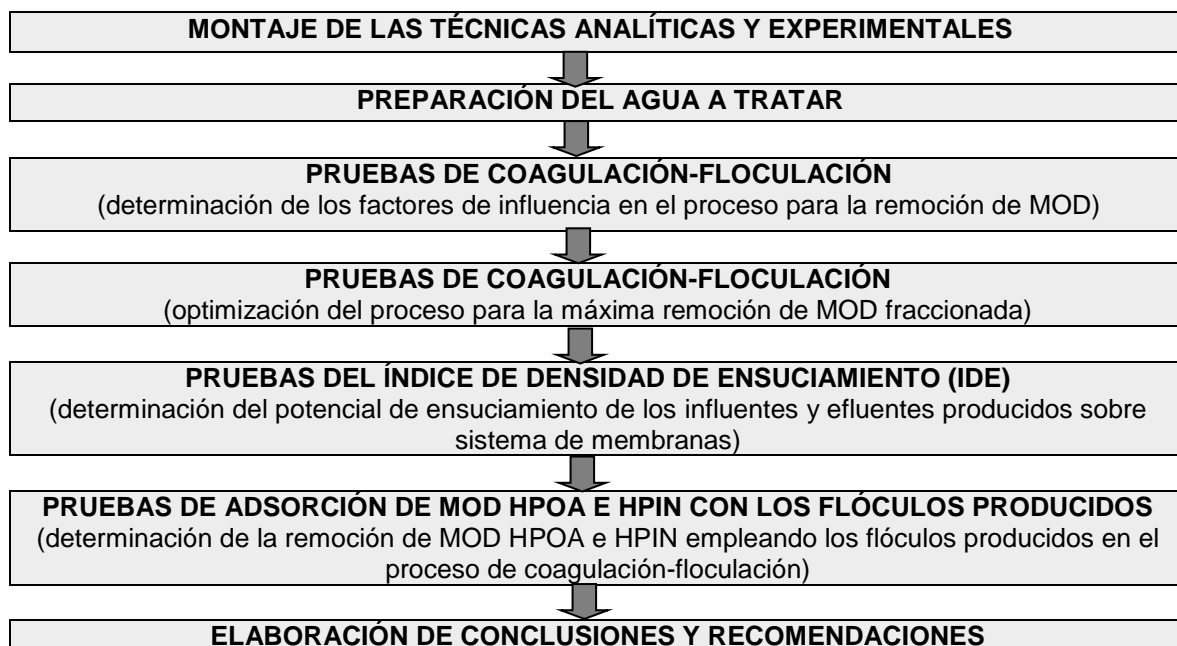 MONTAJE DE LAS TÉCNICAS ANALÍTICAS Y EXPERIMENTALES
PREPARACIÓN DEL AGUA A TRATAR
PRUEBAS DE COAGULACIÓN-FLOCULACIÓN
(determinación de los factores de influencia en el proceso para la remoción de MOD)
PRUEBAS DE COAGULACIÓN-FLOCULACIÓN
(optimización del proceso para la máxima remoción de MOD fraccionada)
PRUEBAS DEL ÍNDICE DE DENSIDAD DE ENSUCIAMIENTO (IDE)
(determinación del potencial de ensuciamiento de los influentes y efluentes producidos sobre
sistema de membranas)
PRUEBAS DE ADSORCIÓN DE MOD HPOA E HPIN CON LOS FLÓCULOS PRODUCIDOS
(determinación de la remoción de MOD HPOA e HPIN empleando los flóculos producidos en el
proceso de coagulación-floculación)
ELABORACIÓN DE CONCLUSIONES Y RECOMENDACIONES